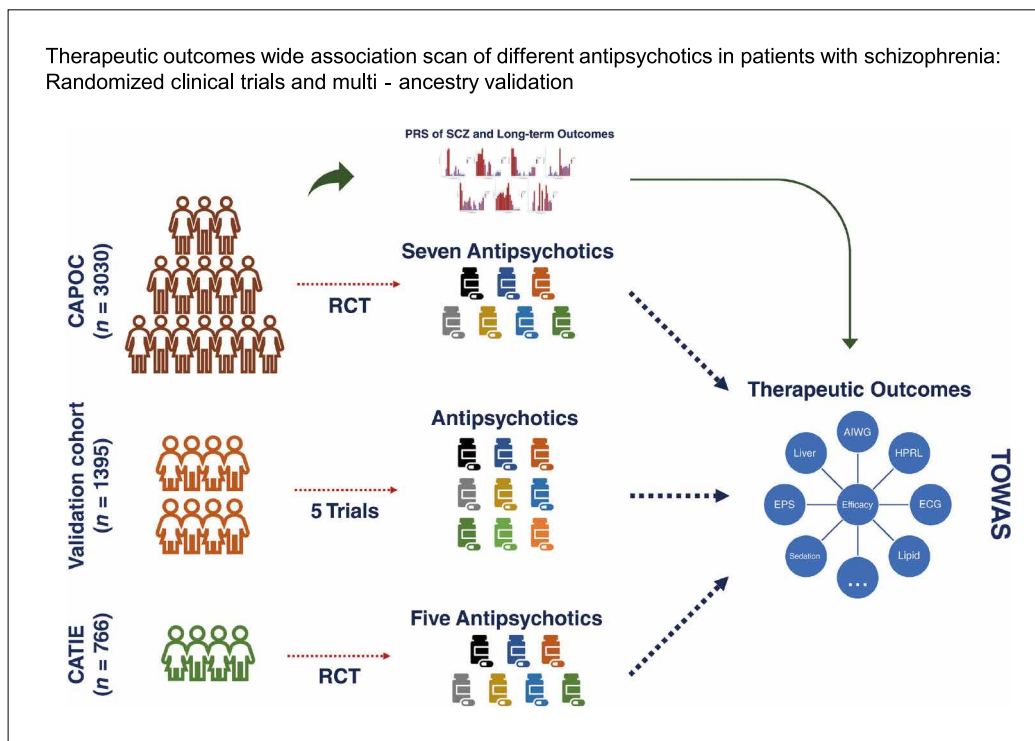 Therapeutic outcomes wide association scan of different antipsychotics in patients with schizophrenia:
Randomized clinical trials and multi - ancestry validation
PRS of SCZ and Long-term Outcomes
CAPOC
(n = 3030)
RCT
Seven Antipsychotics
Validation cohort
(n = 1395)
5 Trials
Antipsychotics
CATIE
(n = 766)
RCT
Five Antipsychotics
Therapeutic Outcomes
AIWG
Liver
HPRL
EPS
Efficacy
ECG
Sedation
Lipid
...
TOWAS